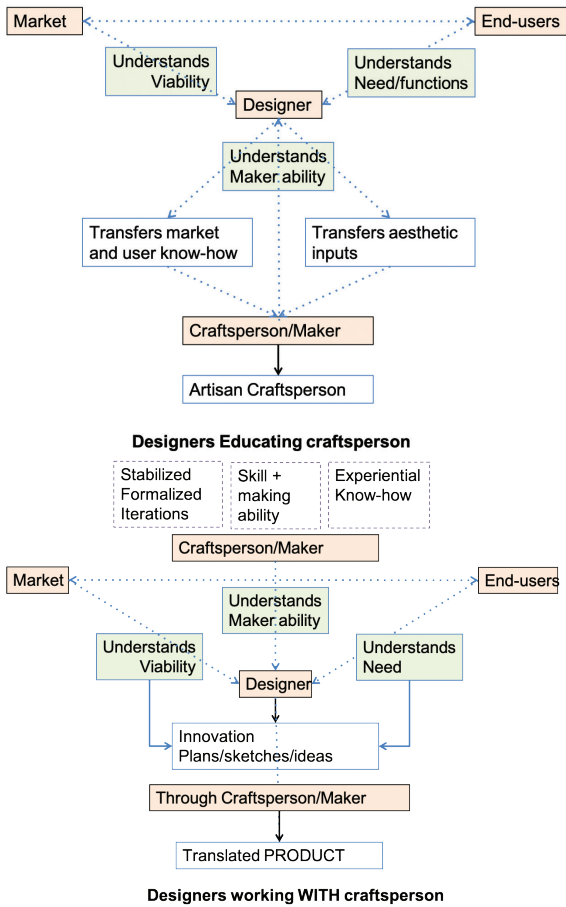 Market
End-users
Understands
Viability
Understands
Need/functions
Designer
Understands
Maker ability
Transfers market
and user know-how
Transfers aesthetic
inputs
Craftsperson/Maker
Artisan Craftsperson
Designers Educating craftsperson
Stabilized
Formalized
Iterations
Skill +
making
ability
Experiential
Know-how
Craftsperson/Maker
Market
End-users
Understands
Maker ability
Understands
Viability
Understands
Need
Designer
Innovation
Plans/sketches/ideas
Through Craftsperson/Maker
Translated PRODUCT
Designers working WITH craftsperson